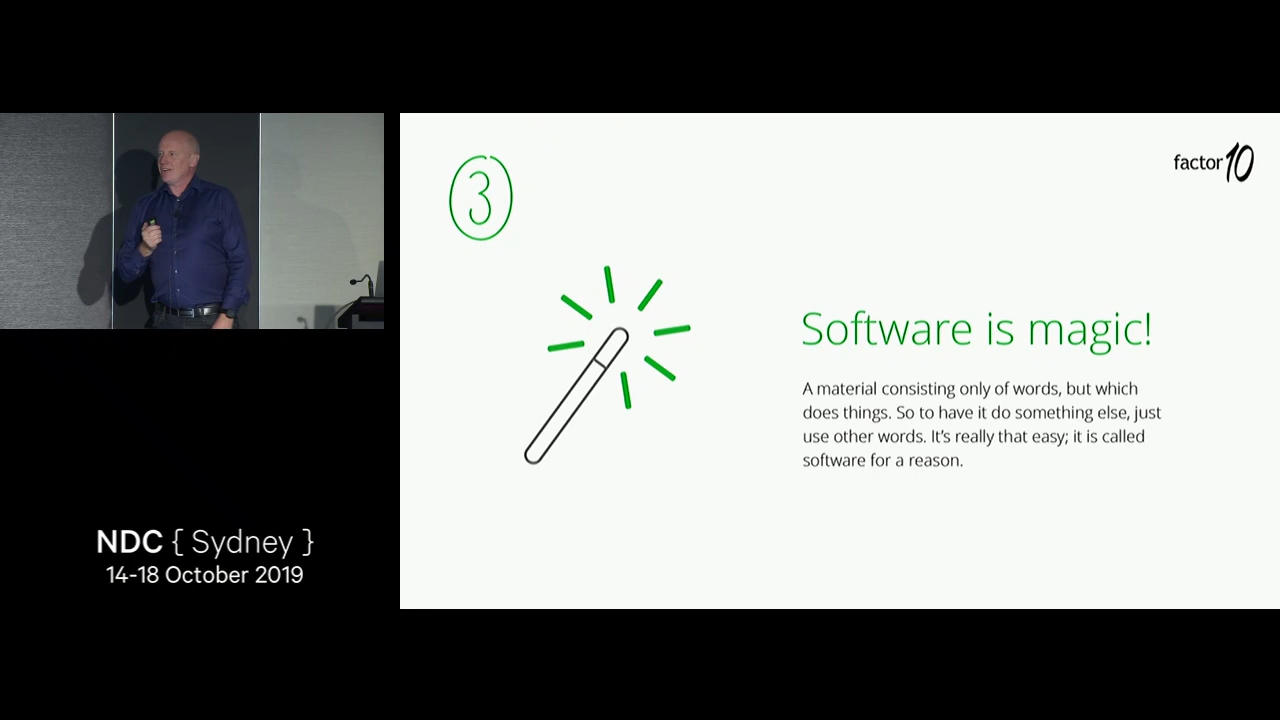 3
factor10
Software is magic!
A material consisting only of words, but which
does things. So to have it do something else, just
use other words. It’s really that easy; it is called
software for a reason.
NDC { Sydney }
14-18 October 2019